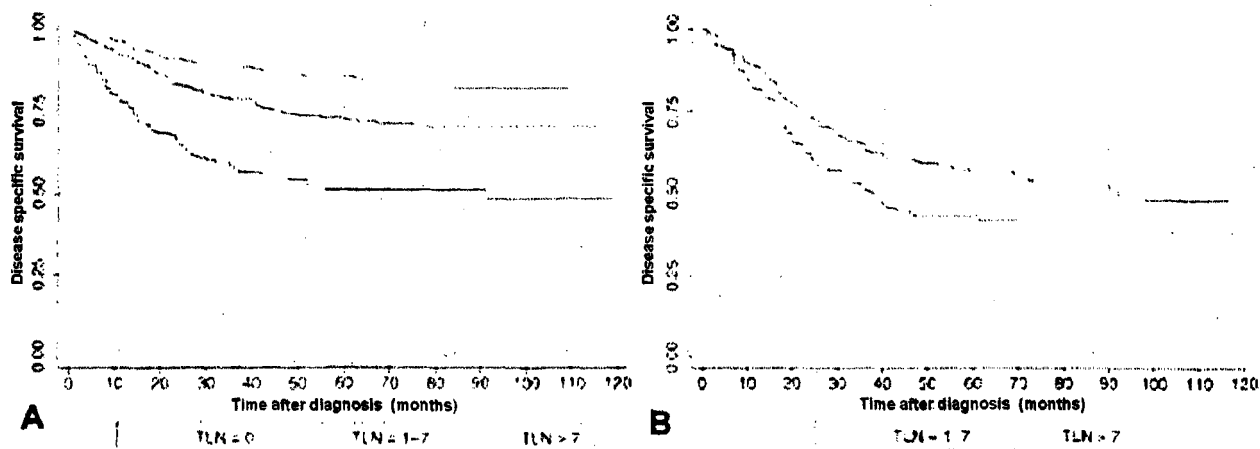 Disease specific survival
1.00
0.75
0.50
0.25
0.00
0 10 20 30 40 50 60 70 80 90 100 110 120
Time after diagnosis (months)
A
TLN = 0 TLN = 1-7 TLN > 7
Disease specific survival
1.00
0.75
0.50
0.25
0.00
0 10 20 30 40 50 60 70 80 90 100 110 120
Time after diagnosis (months)
B
TLN = 1-7 TLN > 7